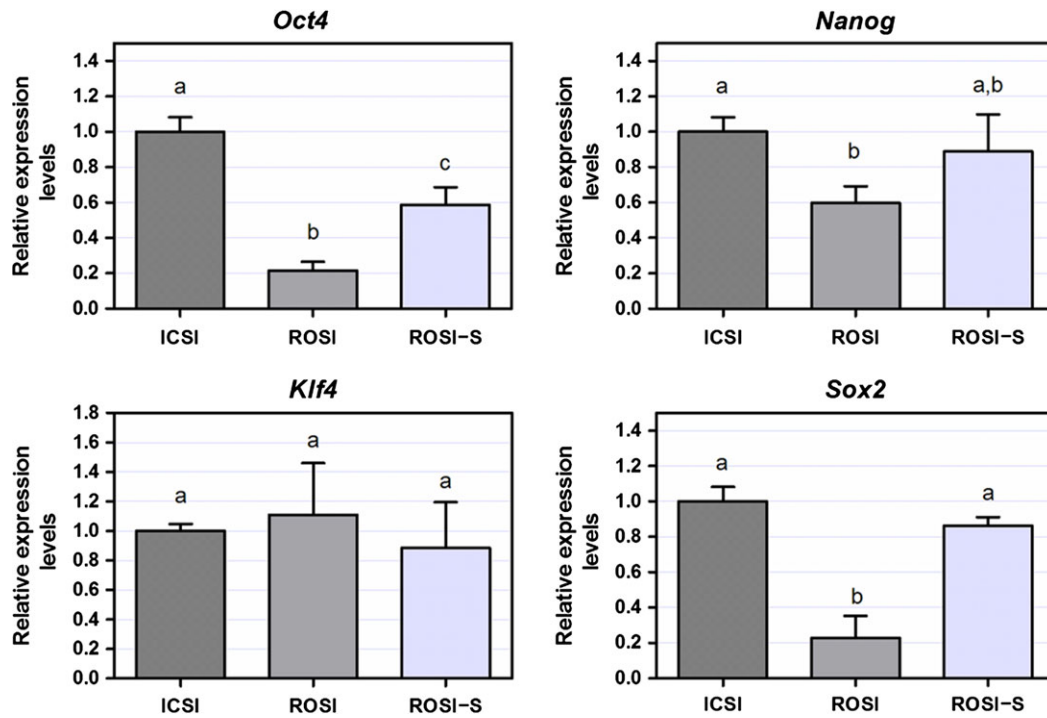 Oct4
Relative expression
levels
1.4
1.2
1.0
0.8
0.6
0.4
0.2
0.0
a
b
c
ICSI
ROSI
ROSI-S
Nanog
Relative expression
levels
1.4
1.2
1.0
0.8
0.6
0.4
0.2
0.0
a
b
a,b
ICSI
ROSI
ROSI-S
Klf4
Relative expression
levels
1.8
1.6
1.4
1.2
1.0
0.8
0.6
0.4
0.2
0.0
a
a
a
ICSI
ROSI
ROSI-S
Sox2
Relative expression
levels
1.4
1.2
1.0
0.8
0.6
0.4
0.2
0.0
a
b
a
ICSI
ROSI
ROSI-S